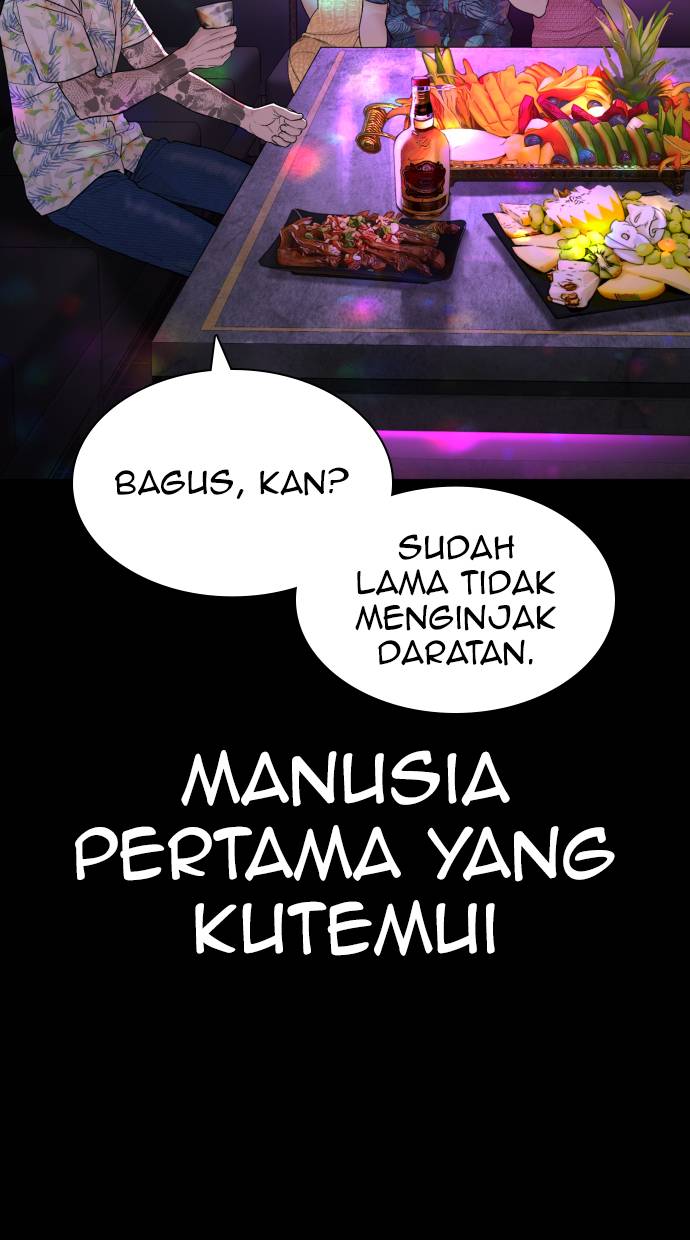 BAGUS, KAN?
SUDAH
LAMA TIDAK
MENGINJAK
DARATAN.
MANUSIA
PERTAMA YANG
KUTEMUI